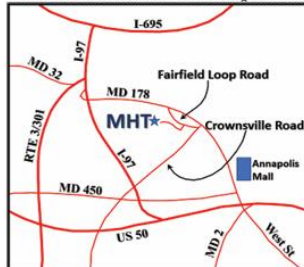 I-695
I-97
MD 32
Fairfield Loop Road
MD 178
MHT
Crownsville Road
RTE 3/301
I-97
Annapolis
Mall
MD 450
US 50
MD 2
West St